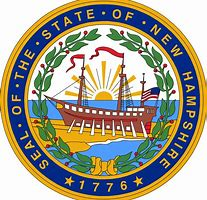 SEAL • OF • THE • STATE • OF • NEW HAMPSHIRE
★ 1776 ★